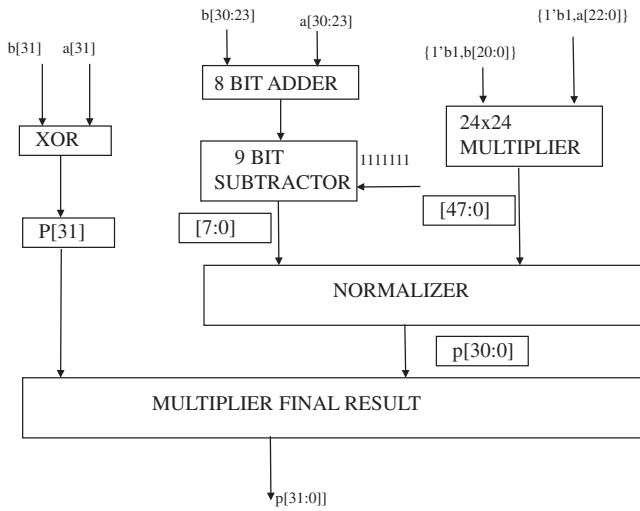 b[30:23]
a[30:23]
{1'b1,a[22:0]}
b[31]
a[31]
{1'b1,b[20:0]}
8 BIT ADDER
XOR
24x24
MULTIPLIER
9 BIT
SUBTRACTOR
1111111
P[31]
[7:0]
[47:0]
NORMALIZER
p[30:0]
MULTIPLIER FINAL RESULT
p[31:0]]